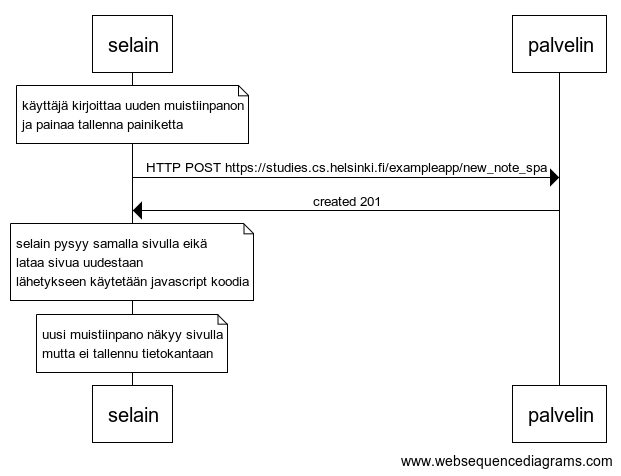 selain
palvelin
käyttäjä kirjoittaa uuden muistiinpanon
ja painaa tallenna painiketta
HTTP POST https://studies.cs.helsinki.fi/exampleapp/new_note_spa
created 201
selain pysyy samalla sivulla eikä
lataa sivua uudestaan
lähetykseen käytetään javascript koodia
uusi muistiinpano näkyy sivulla
mutta ei tallennu tietokantaan
selain
palvelin
www.websequencediagrams.com